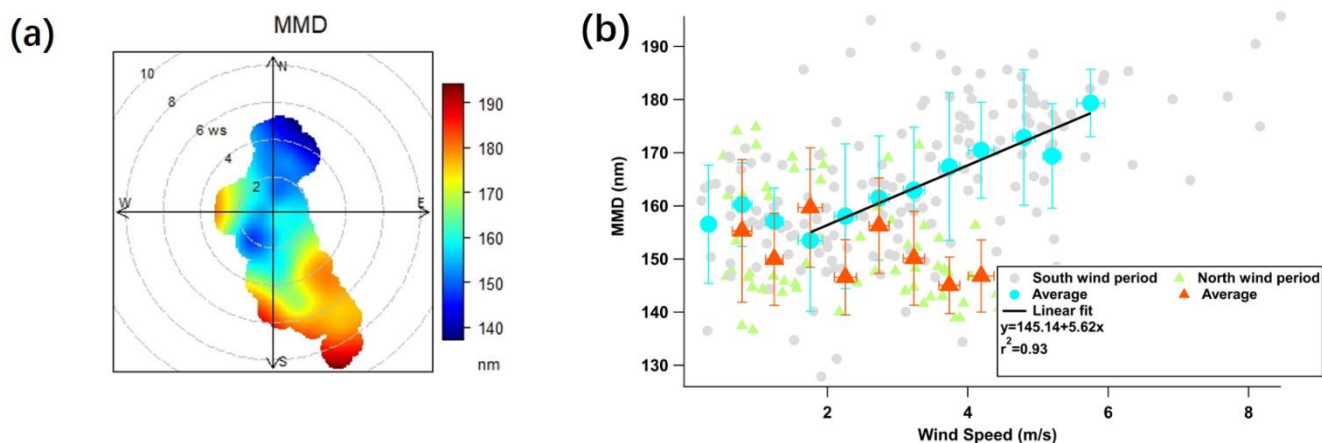 (a)
MMD
N
10
8
6 ws
4
2
W
E
S
190
180
170
160
150
140
nm
(b)
MMD (nm)
190
180
170
160
150
140
130
2
4
6
8
Wind Speed (m/s)
South wind period
North wind period
Average
Average
Linear fit
y=145.14+5.62x
r²=0.93